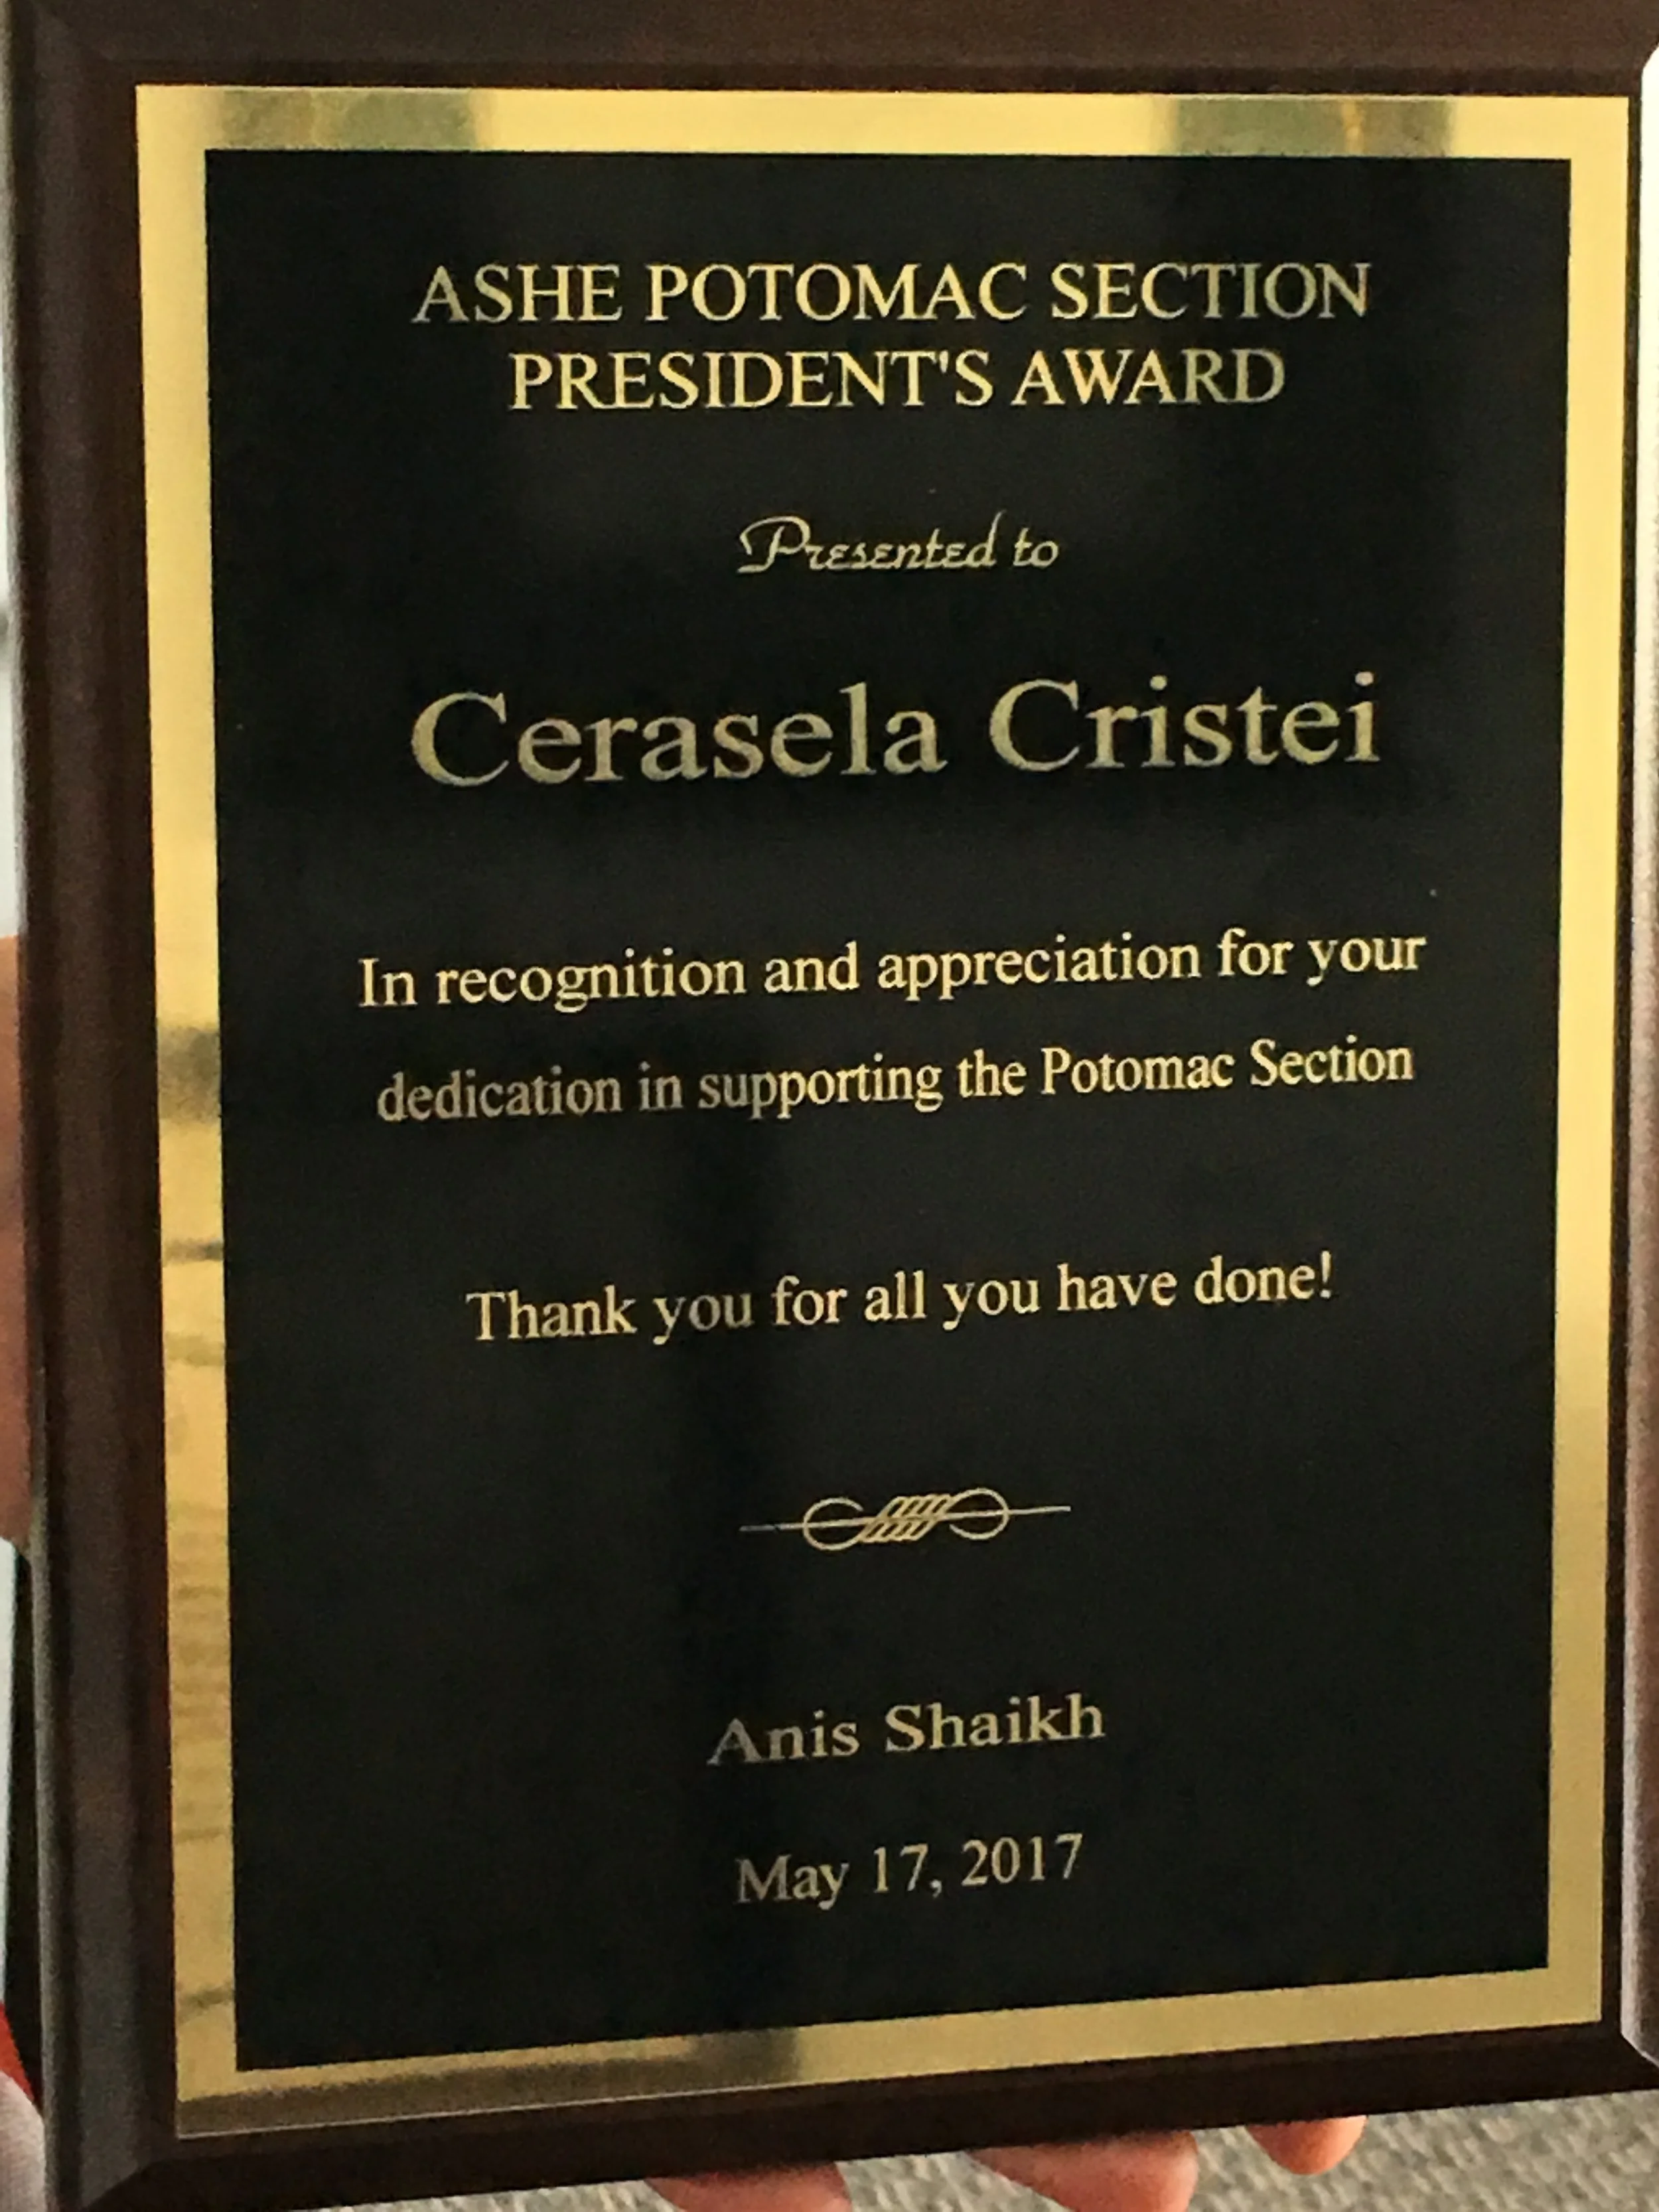 ASHE POTOMAC SECTION
PRESIDENT'S AWARD
Presented to
Cerasela Cristei
In recognition and appreciation for your
dedication in supporting the Potomac Section
Thank you for all you have done!
Anis Shaikh
May 17, 2017